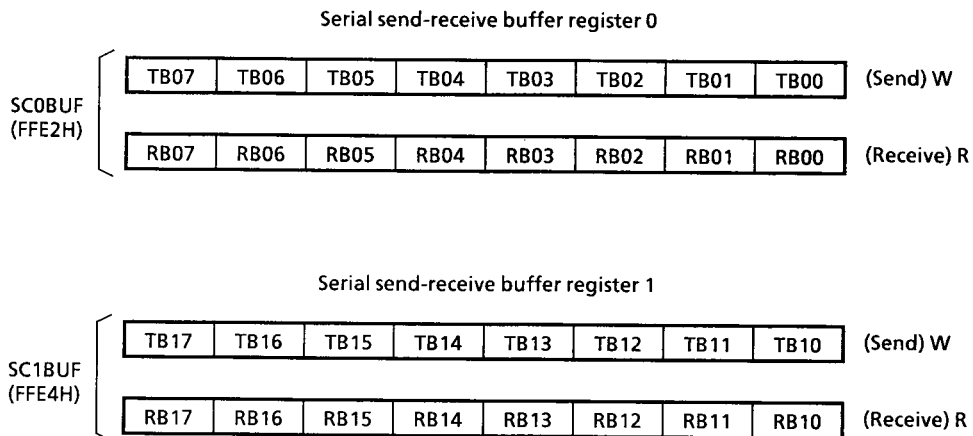 Serial send-receive buffer register 0
TB07 TB06 TB05 TB04 TB03 TB02 TB01 TB00 (Send) W
SC0BUF
(FFE2H)
RB07 RB06 RB05 RB04 RB03 RB02 RB01 RB00 (Receive) R
Serial send-receive buffer register 1
TB17 TB16 TB15 TB14 TB13 TB12 TB11 TB10 (Send) W
SC1BUF
(FFE4H)
RB17 RB16 RB15 RB14 RB13 RB12 RB11 RB10 (Receive) R